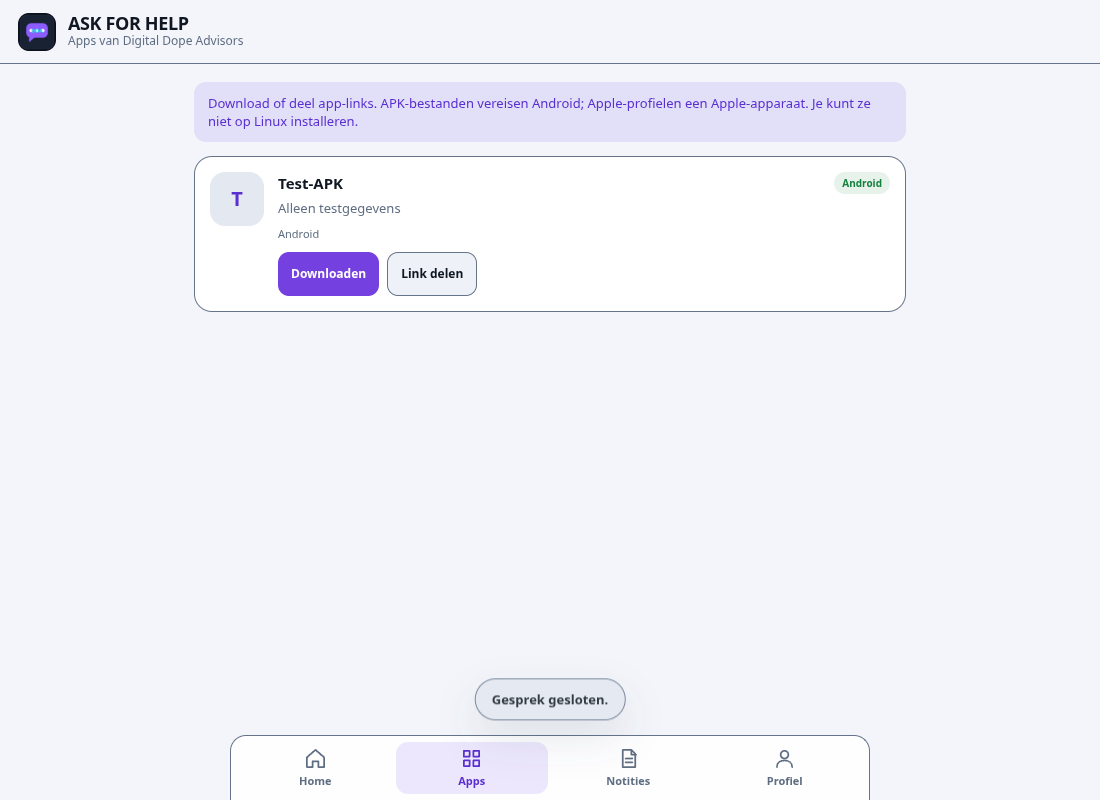 ASK FOR HELP
Apps van Digital Dope Advisors
Download of deel app-links. APK-bestanden vereisen Android; Apple-profielen een Apple-apparaat. Je kunt ze
niet op Linux installeren.
T
Test-APK
Android
Alleen testgegevens
Android
Downloaden
Link delen
Gesprek gesloten.
Home
Apps
Notities
Profiel